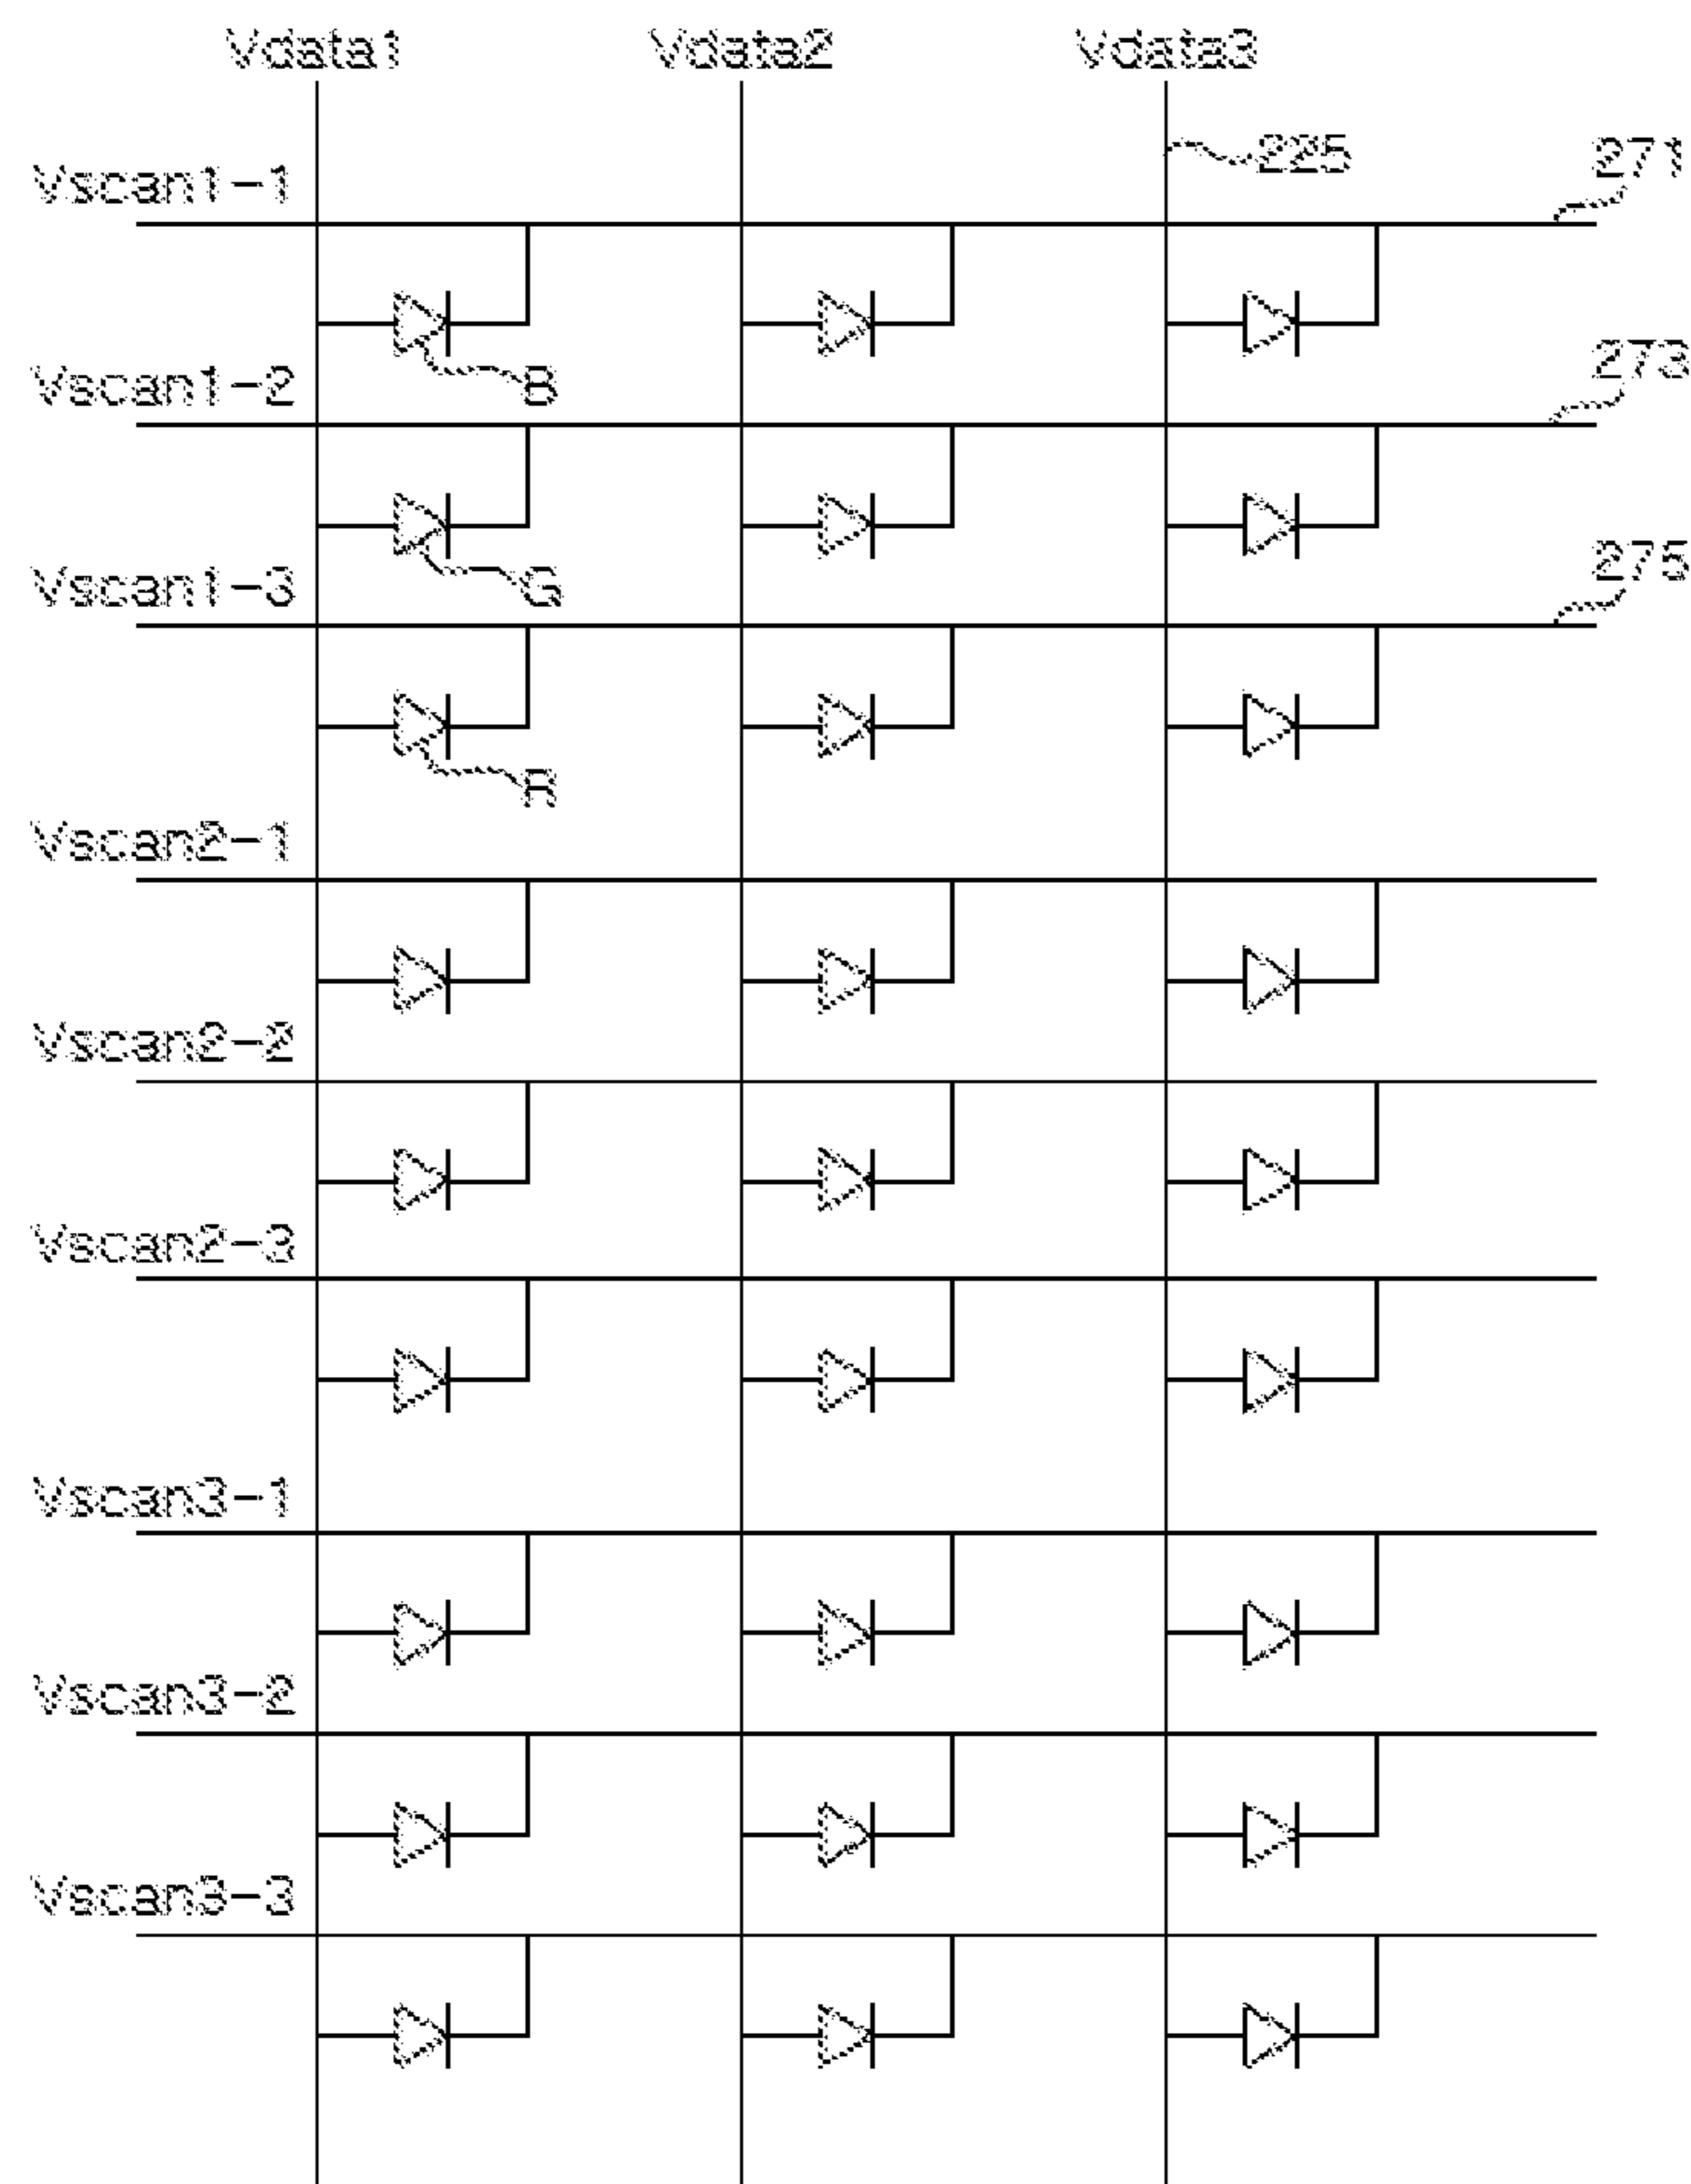 Vdata1 Vdata2 Vdata3
225
271
Vscan1-1
B
273
Vscan1-2
G
275
Vscan1-3
R
Vscan2-1
Vscan2-2
Vscan2-3
Vscan3-1
Vscan3-2
Vscan3-3